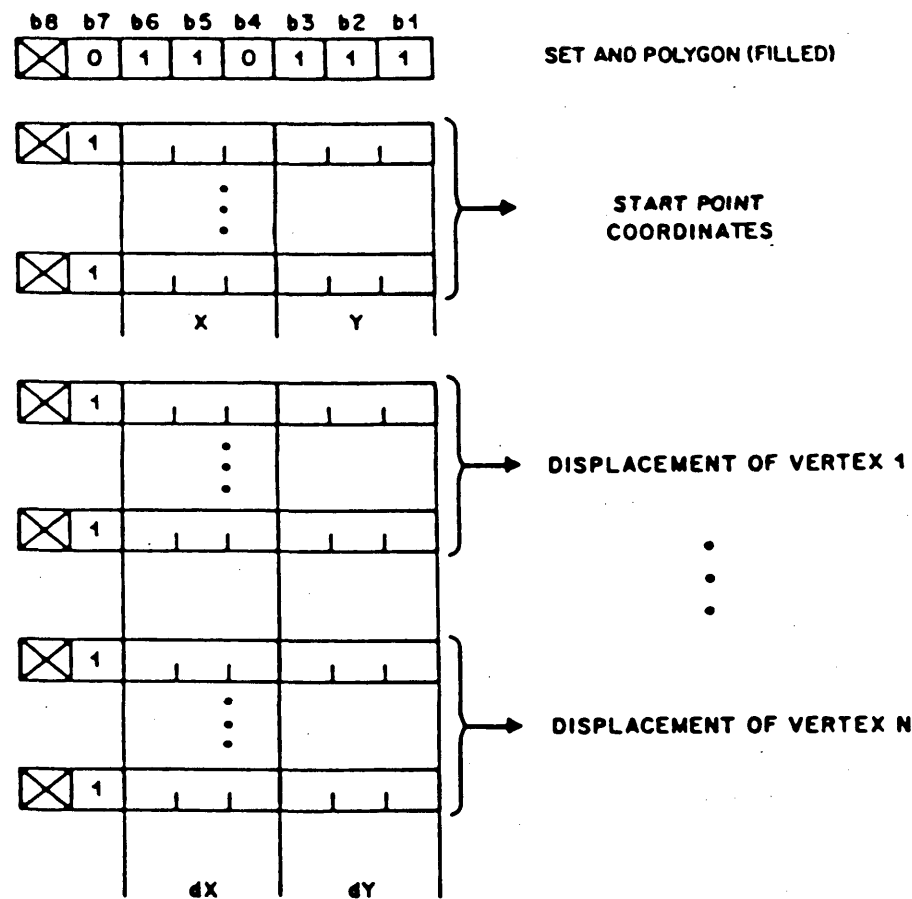 b8 b7 b6 b5 b4 b3 b2 b1
0 1 1 0 1 1 1 SET AND POLYGON (FILLED)
1
START POINT
COORDINATES
1
X Y
1
DISPLACEMENT OF VERTEX 1
1
1
DISPLACEMENT OF VERTEX N
1
dX dY